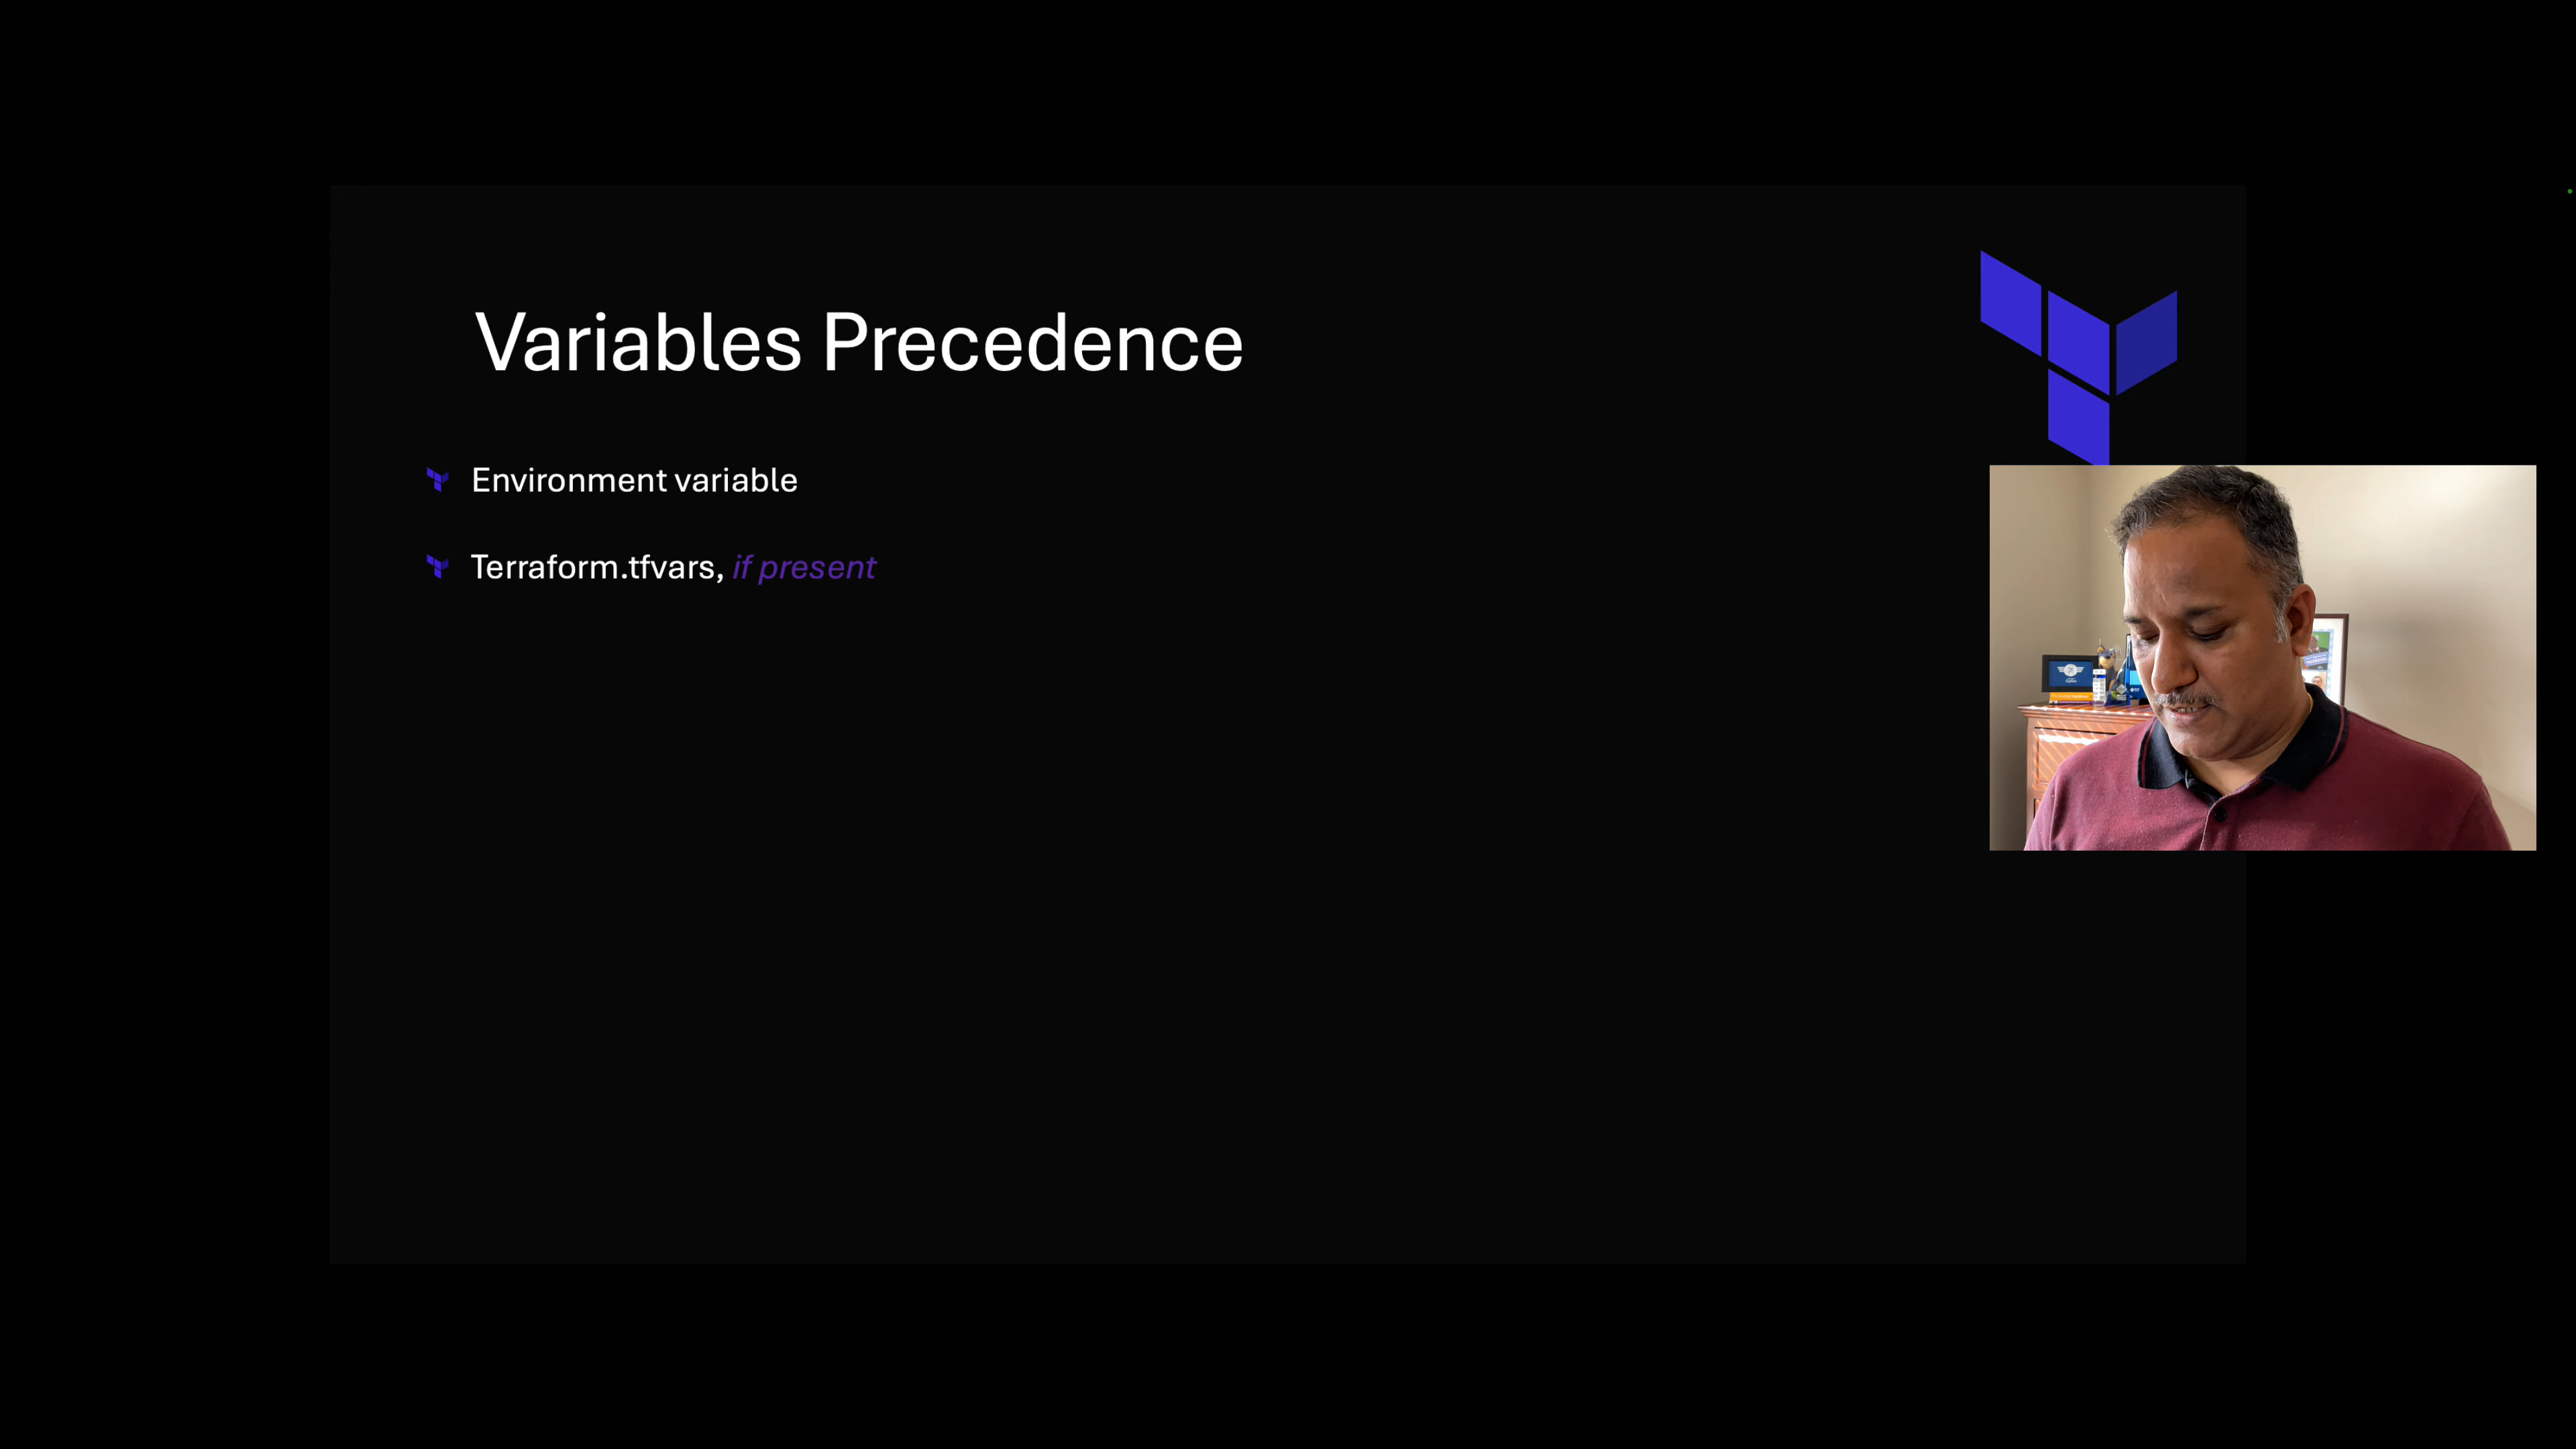 Variables Precedence
Environment variable
Terraform.tfvars, if present